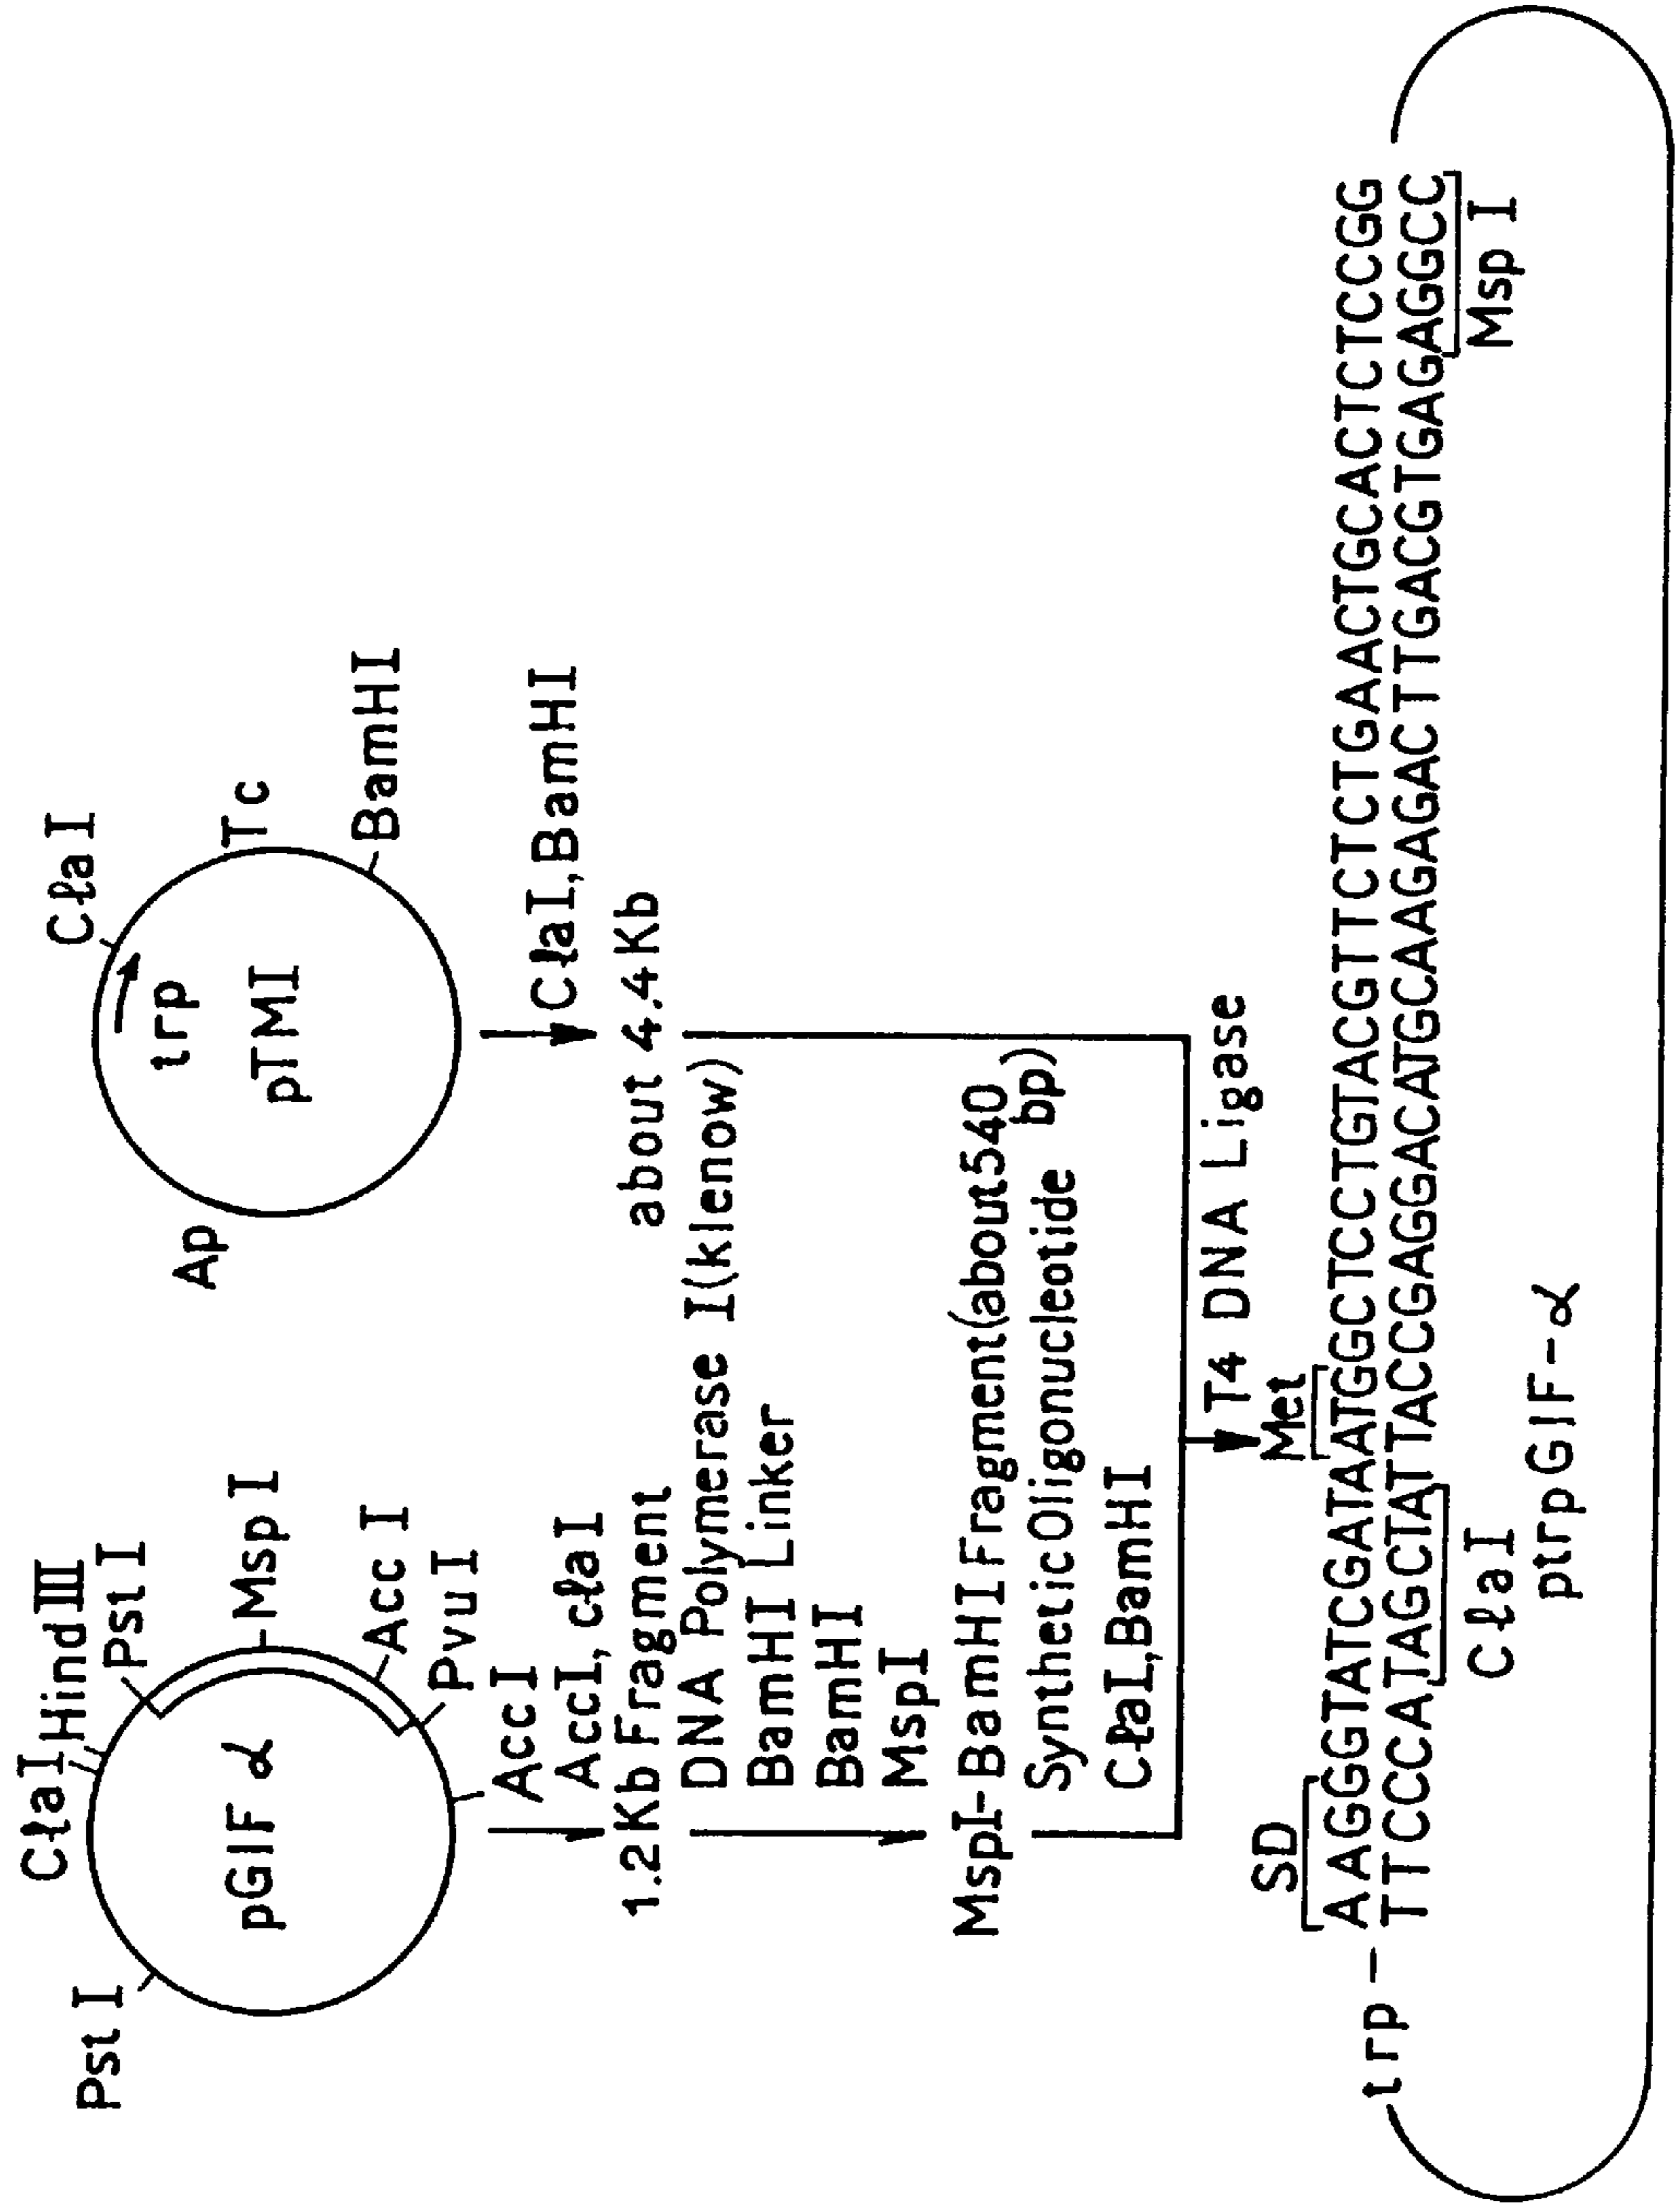 ClaI HindIII
PstI
PstI
MspI
pGIF α
AccI
PvuI
AccI
ClaI
trp
Tc
Ap
pTMI
BamHI
AccI, claI
1.2Kb Fragment
DNA Polymerase I(klenow)
BamHI Linker
BamHI
MspI
MspI-BamHI Fragment(about 540 bp)
Synthetic Oligonucleotide
ClaI,BamHI
ClaI,BamHI
about 4.4Kb
T4 DNA Ligase
SD
Met
trp - AAGGGTATCGATAATGGCTCCTGTACGTTCTCTGAACTGCACTCTCCGG
TTCCCATAGCTATTACCGAGGACATGCAAGAGACTTGACGTGAGAGGCC
ClaI
MspI
ptrpGIF-α